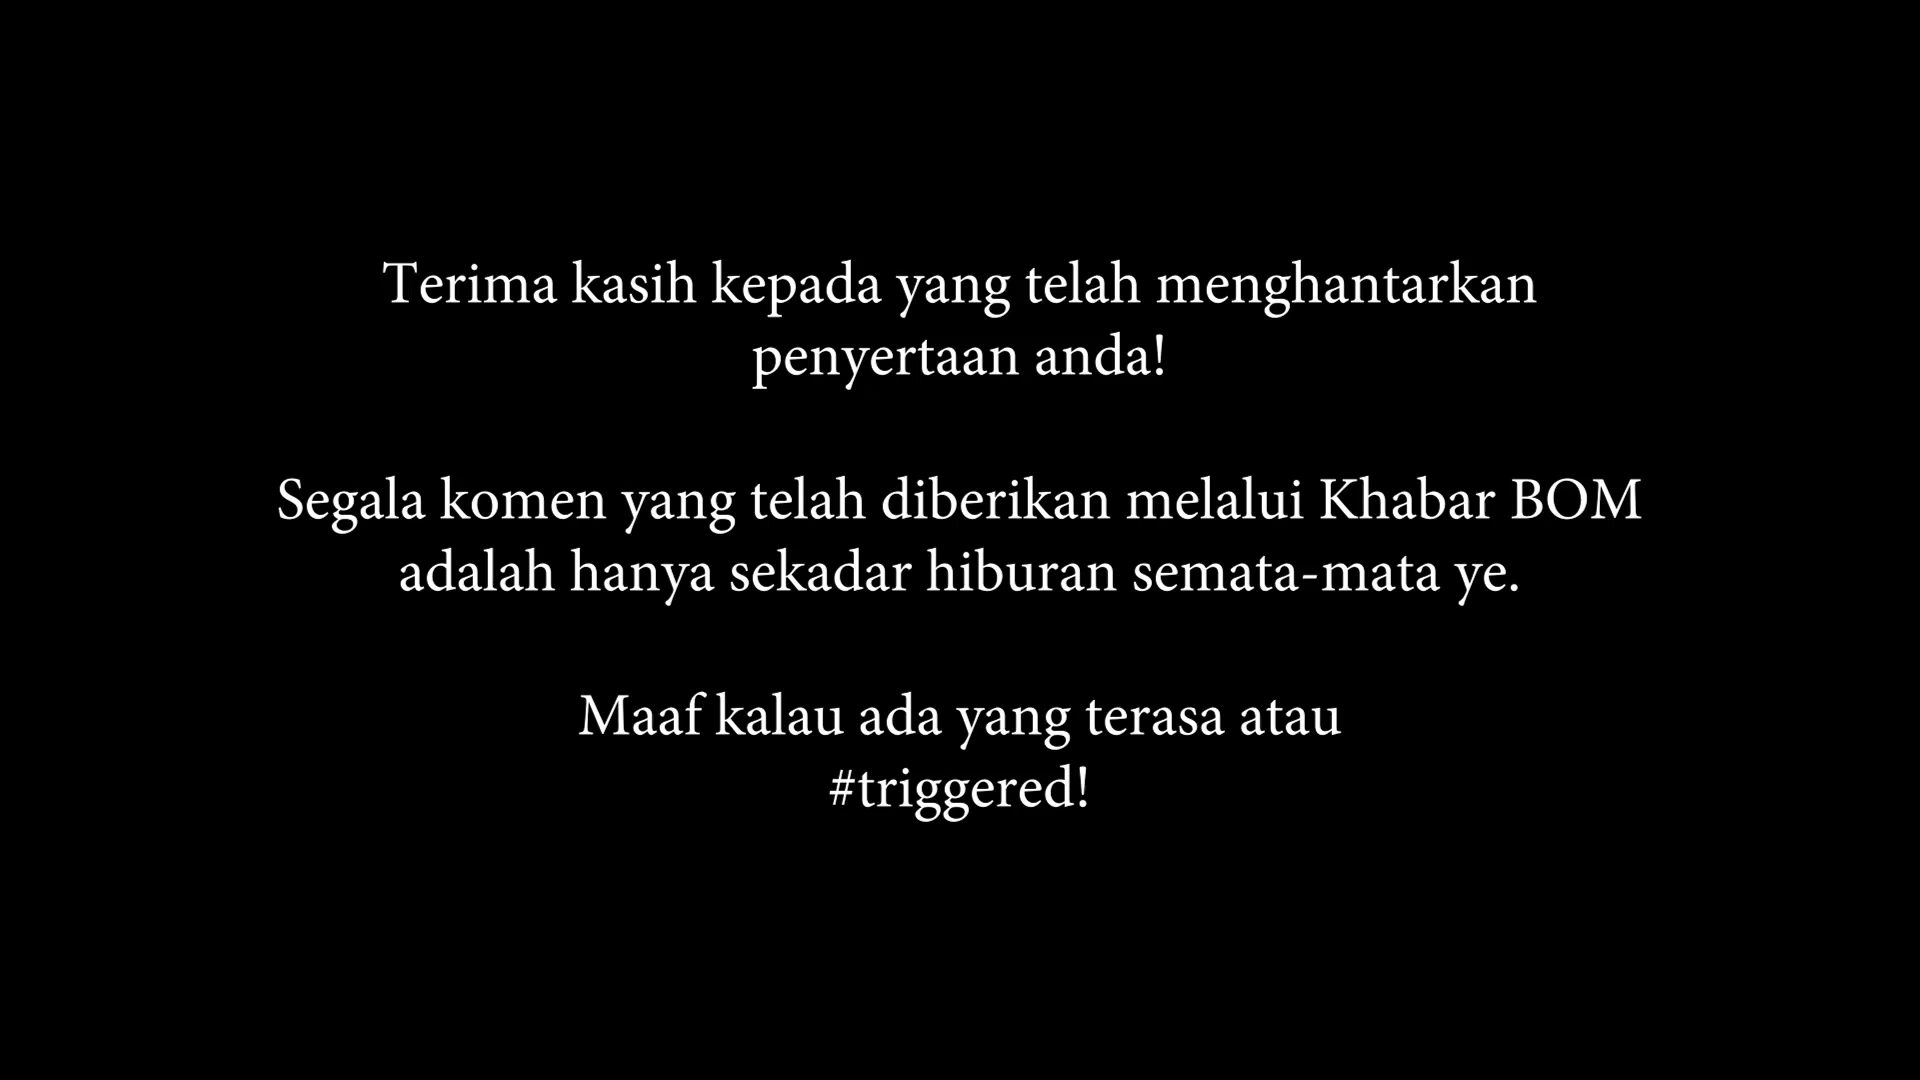 Terima kasih kepada yang telah menghantarkan
penyertaan anda!
Segala komen yang telah diberikan melalui Khabar BOM
adalah hanya sekadar hiburan semata-mata ye.
Maaf kalau ada yang terasa atau
#triggered!